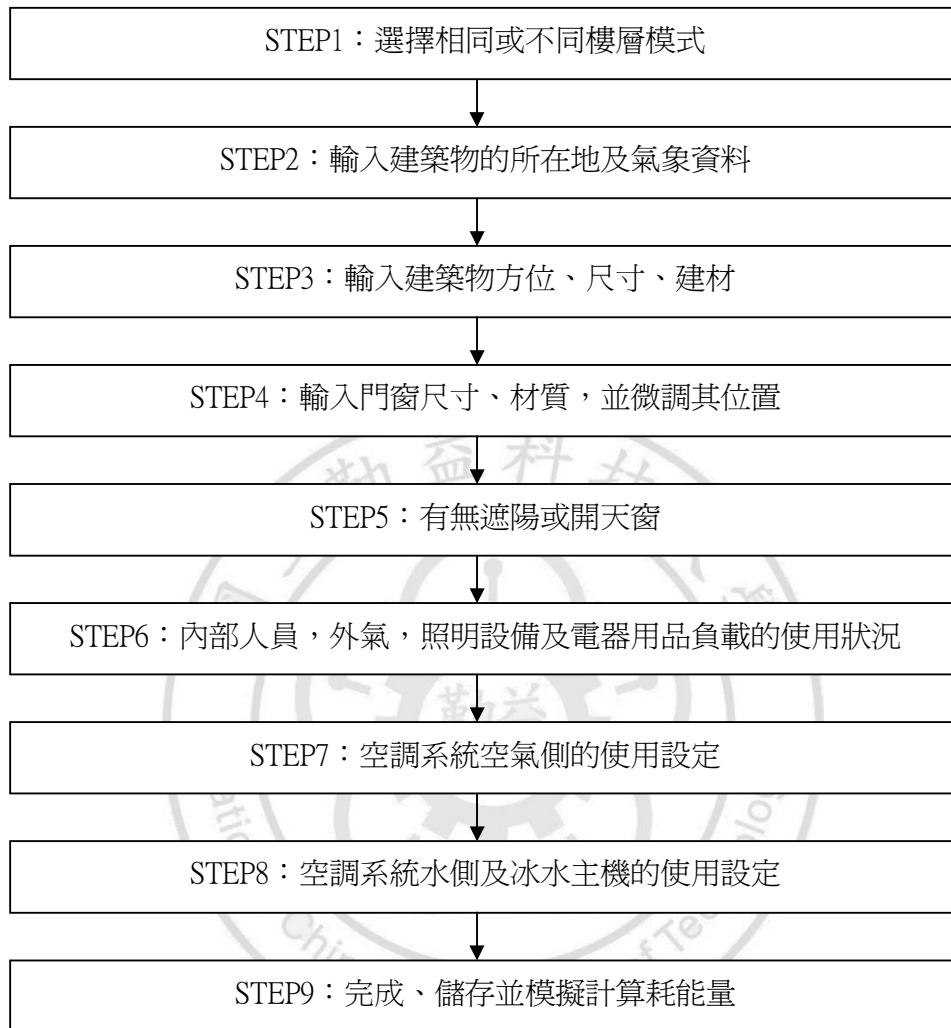 STEP1：選擇相同或不同樓層模式
STEP2：輸入建築物的所在地及氣象資料
STEP3：輸入建築物方位、尺寸、建材
STEP4：輸入門窗尺寸、材質，並微調其位置
勤益科技
STEP5：有無遮陽或開天窗
STEP6：內部人員，外氣，照明設備及電器用品負載的使用狀況
勤益
STEP7：空調系統空氣側的使用設定
STEP8：空調系統水側及冰水主機的使用設定
STEP9：完成、儲存並模擬計算耗能量